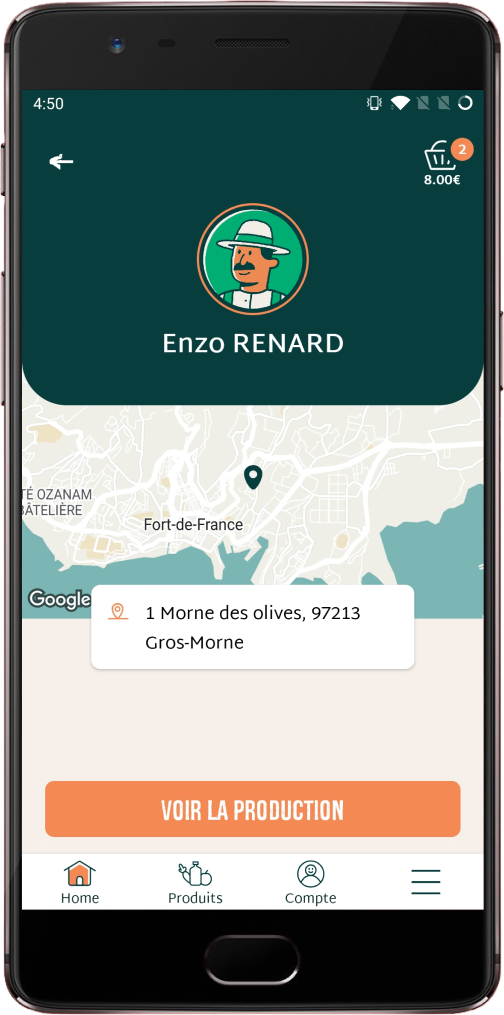 4:50
2
8.00€
Enzo RENARD
TÉ OZANAM
BÂTELIÈRE
Fort-de-France
Google
1 Morne des olives, 97213
Gros-Morne
VOIR LA PRODUCTION
Home
Produits
Compte